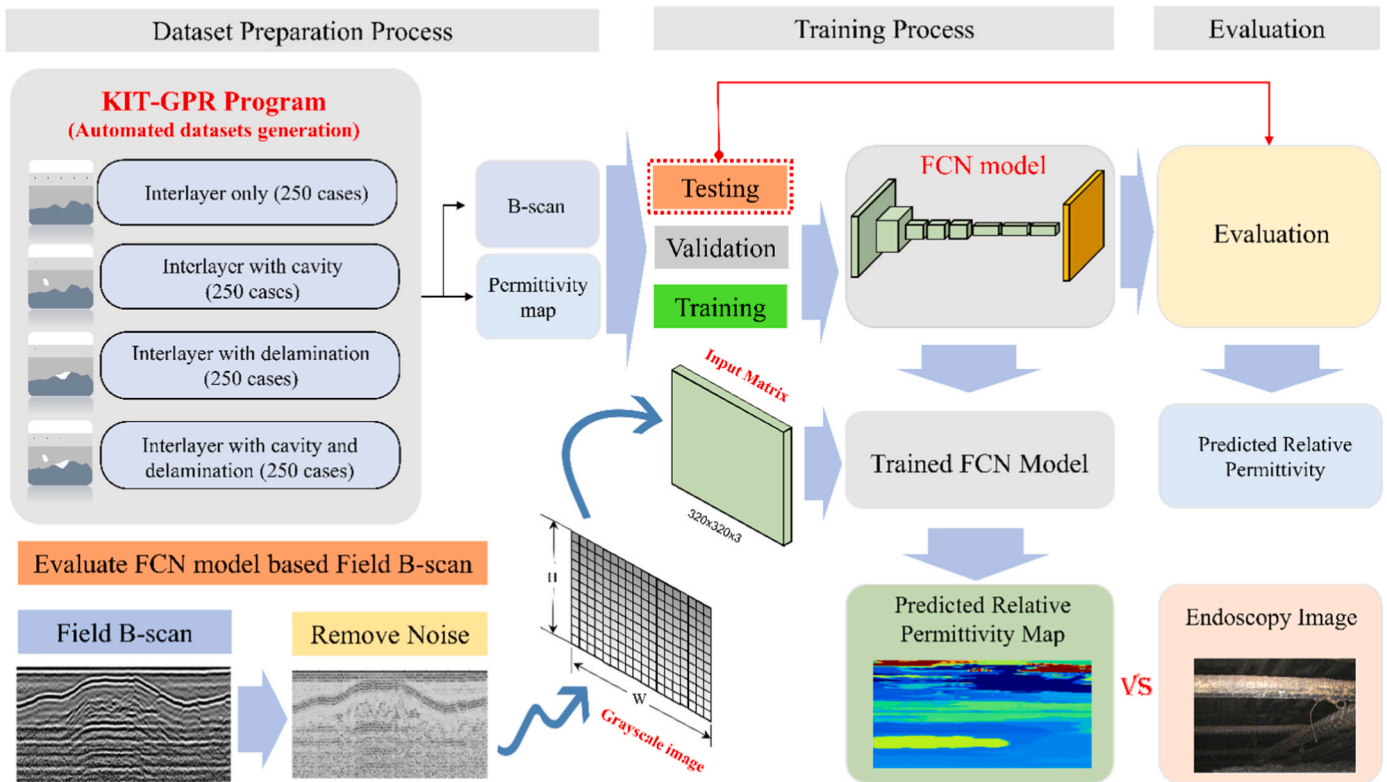 Dataset Preparation Process
Training Process
Evaluation
KIT-GPR Program
(Automated datasets generation)
Interlayer only (250 cases)
Interlayer with cavity
(250 cases)
Interlayer with delamination
(250 cases)
Interlayer with cavity and
delamination (250 cases)
B-scan
Permittivity
map
Testing
Validation
Training
FCN model
Evaluation
Input Matrix
320x320x3
Trained FCN Model
Predicted Relative
Permittivity
Evaluate FCN model based Field B-scan
Field B-scan
Remove Noise
H
W
Grayscale image
Predicted Relative
Permittivity Map
VS
Endoscopy Image